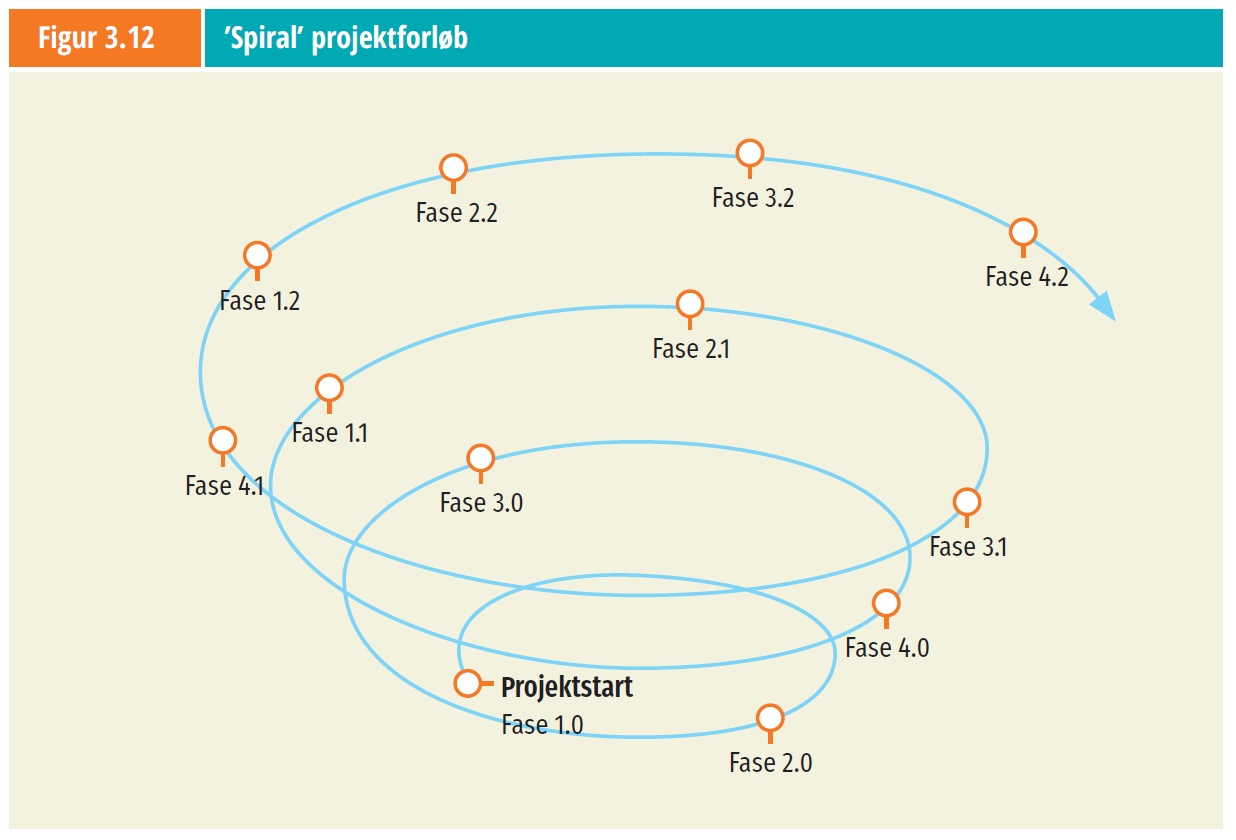 Figur 3.12
’Spiral’ projektforløb
Fase 3.2
Fase 2.2
Fase 4.2
Fase 1.2
Fase 2.1
Fase 1.1
Fase 4.1
Fase 3.0
Fase 3.1
Fase 4.0
Projektstart
Fase 1.0
Fase 2.0